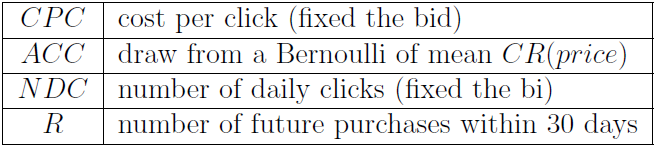 CPC cost per click (fixed the bid)
ACC draw from a Bernoulli of mean CR(price)
NDC number of daily clicks (fixed the bi)
R number of future purchases within 30 days